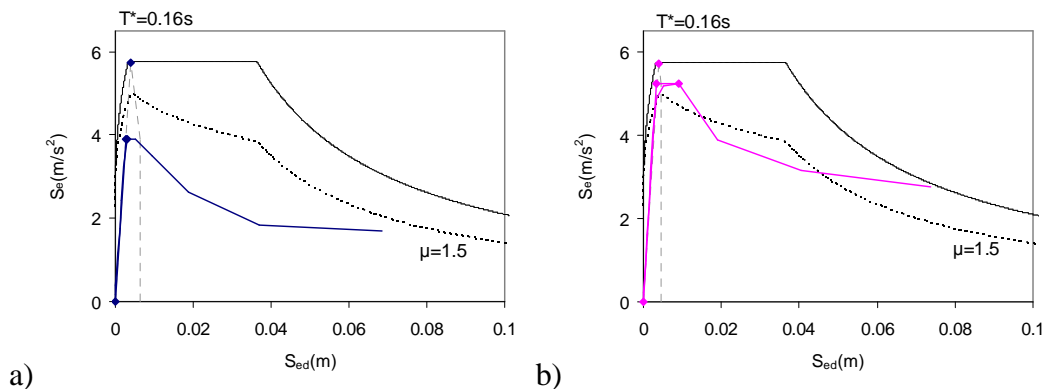 T*=0.16s
6
4
2
0
Se(m/s²)
0 0.02 0.04 0.06 0.08 0.1
Sed(m)
μ=1.5
a)
T*=0.16s
6
4
2
0
Se(m/s²)
0 0.02 0.04 0.06 0.08 0.1
Sed(m)
μ=1.5
b)